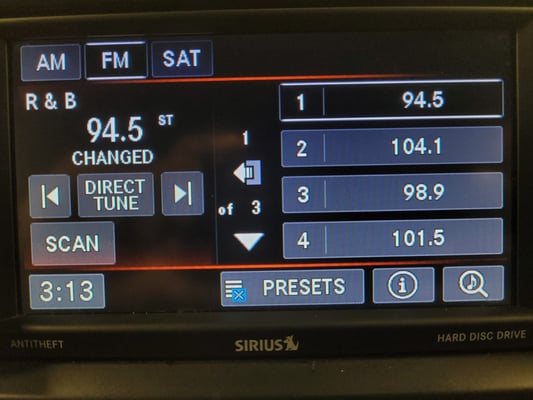 AM FM SAT
R & B
94.5 ST
CHANGED
DIRECT
TUNE
SCAN
1
of 3
1 94.5
2 104.1
3 98.9
4 101.5
3:13
PRESETS
i
ANTITHEFT
SIRIUS
HARD DISC DRIVE